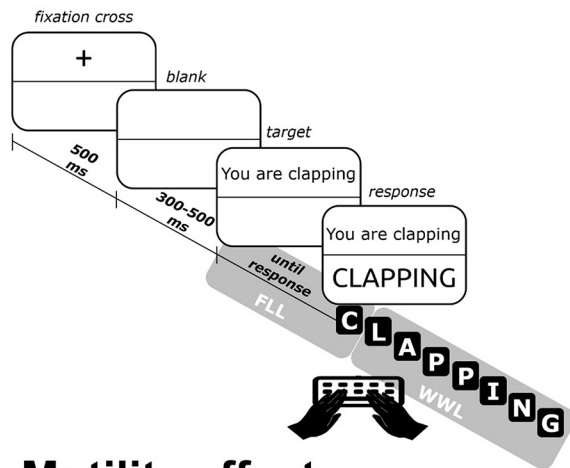 fixation cross
+
blank
target
You are clapping
response
You are clapping
CLAPPING
500
ms
300-500
ms
until
response
FLL
CLAPPING
WWL